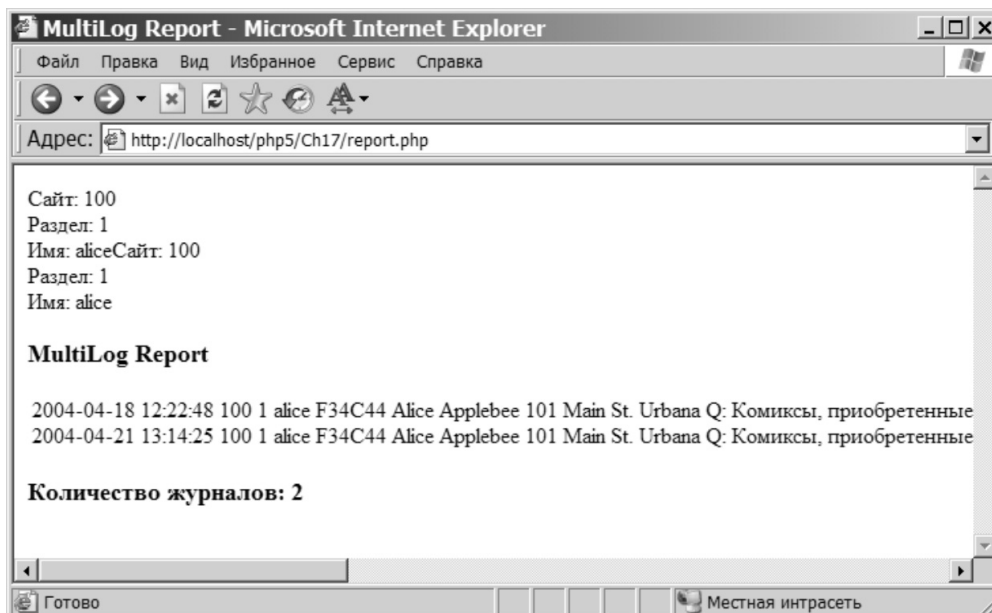 MultiLog Report - Microsoft Internet Explorer
Файл Правка Вид Избранное Сервис Справка
Адрес: http://localhost/php5/Ch17/report.php
Сайт: 100
Раздел: 1
Имя: aliceСайт: 100
Раздел: 1
Имя: alice
MultiLog Report
2004-04-18 12:22:48 100 1 alice F34C44 Alice Applebee 101 Main St. Urbana Q: Комиксы, приобретенные
2004-04-21 13:14:25 100 1 alice F34C44 Alice Applebee 101 Main St. Urbana Q: Комиксы, приобретенные
Количество журналов: 2
Готово Местная интрасеть